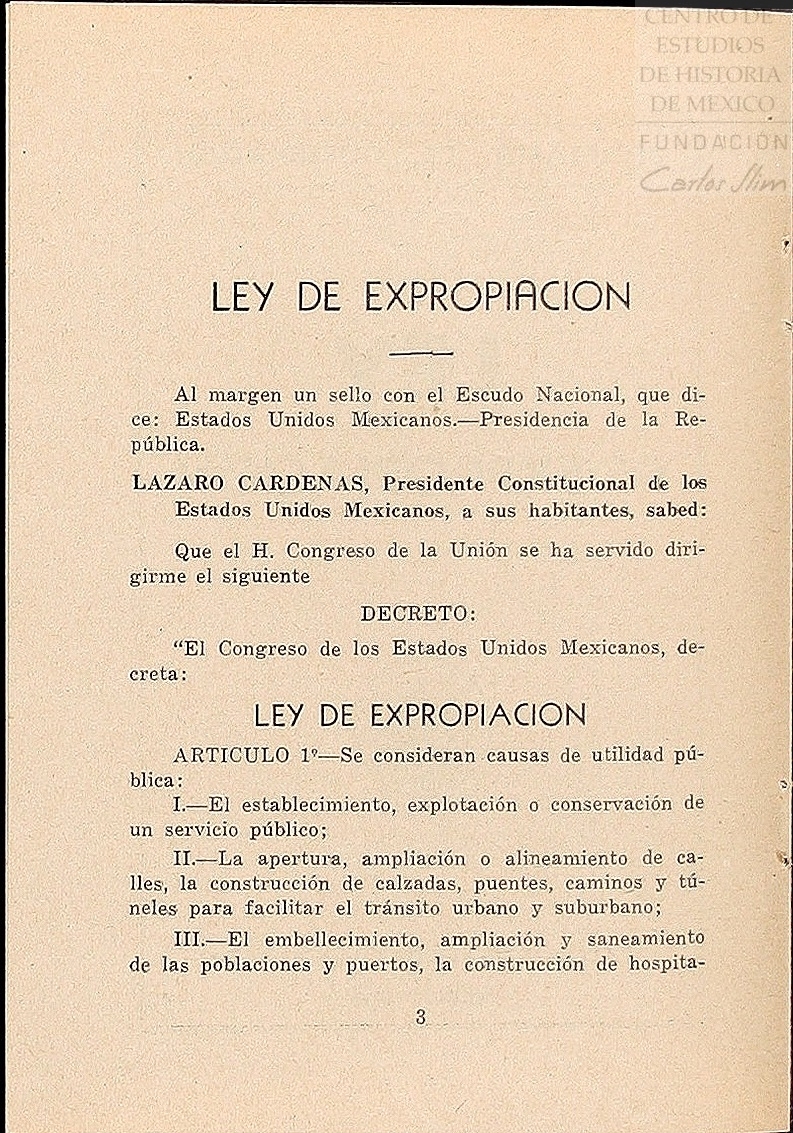 CENTRO DE
ESTUDIOS
DE HISTORIA
DE MEXICO
FUNDACION
Carlos Slim
LEY DE EXPROPIACION
Al margen un sello con el Escudo Nacional, que di-
ce: Estados Unidos Mexicanos.—Presidencia de la Re-
pública.
LAZARO CARDENAS, Presidente Constitucional de los
Estados Unidos Mexicanos, a sus habitantes, sabed:
Que el H. Congreso de la Unión se ha servido diri-
girme el siguiente
DECRETO:
“El Congreso de los Estados Unidos Mexicanos, de-
creta:
LEY DE EXPROPIACION
ARTICULO 1º—Se consideran causas de utilidad pú-
blica:
I.—El establecimiento, explotación o conservación de
un servicio público;
II.—La apertura, ampliación o alineamiento de ca-
lles, la construcción de calzadas, puentes, caminos y tú-
neles para facilitar el tránsito urbano y suburbano;
III.—El embellecimiento, ampliación y saneamiento
de las poblaciones y puertos, la construcción de hospita-
3